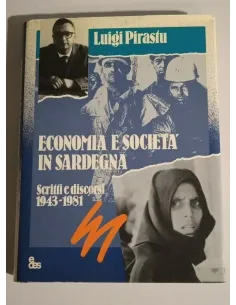 Luigi Pirastu
ECONOMIA E SOCIETA'
IN SARDEGNA
Scritti e discorsi
1943-1981
edes